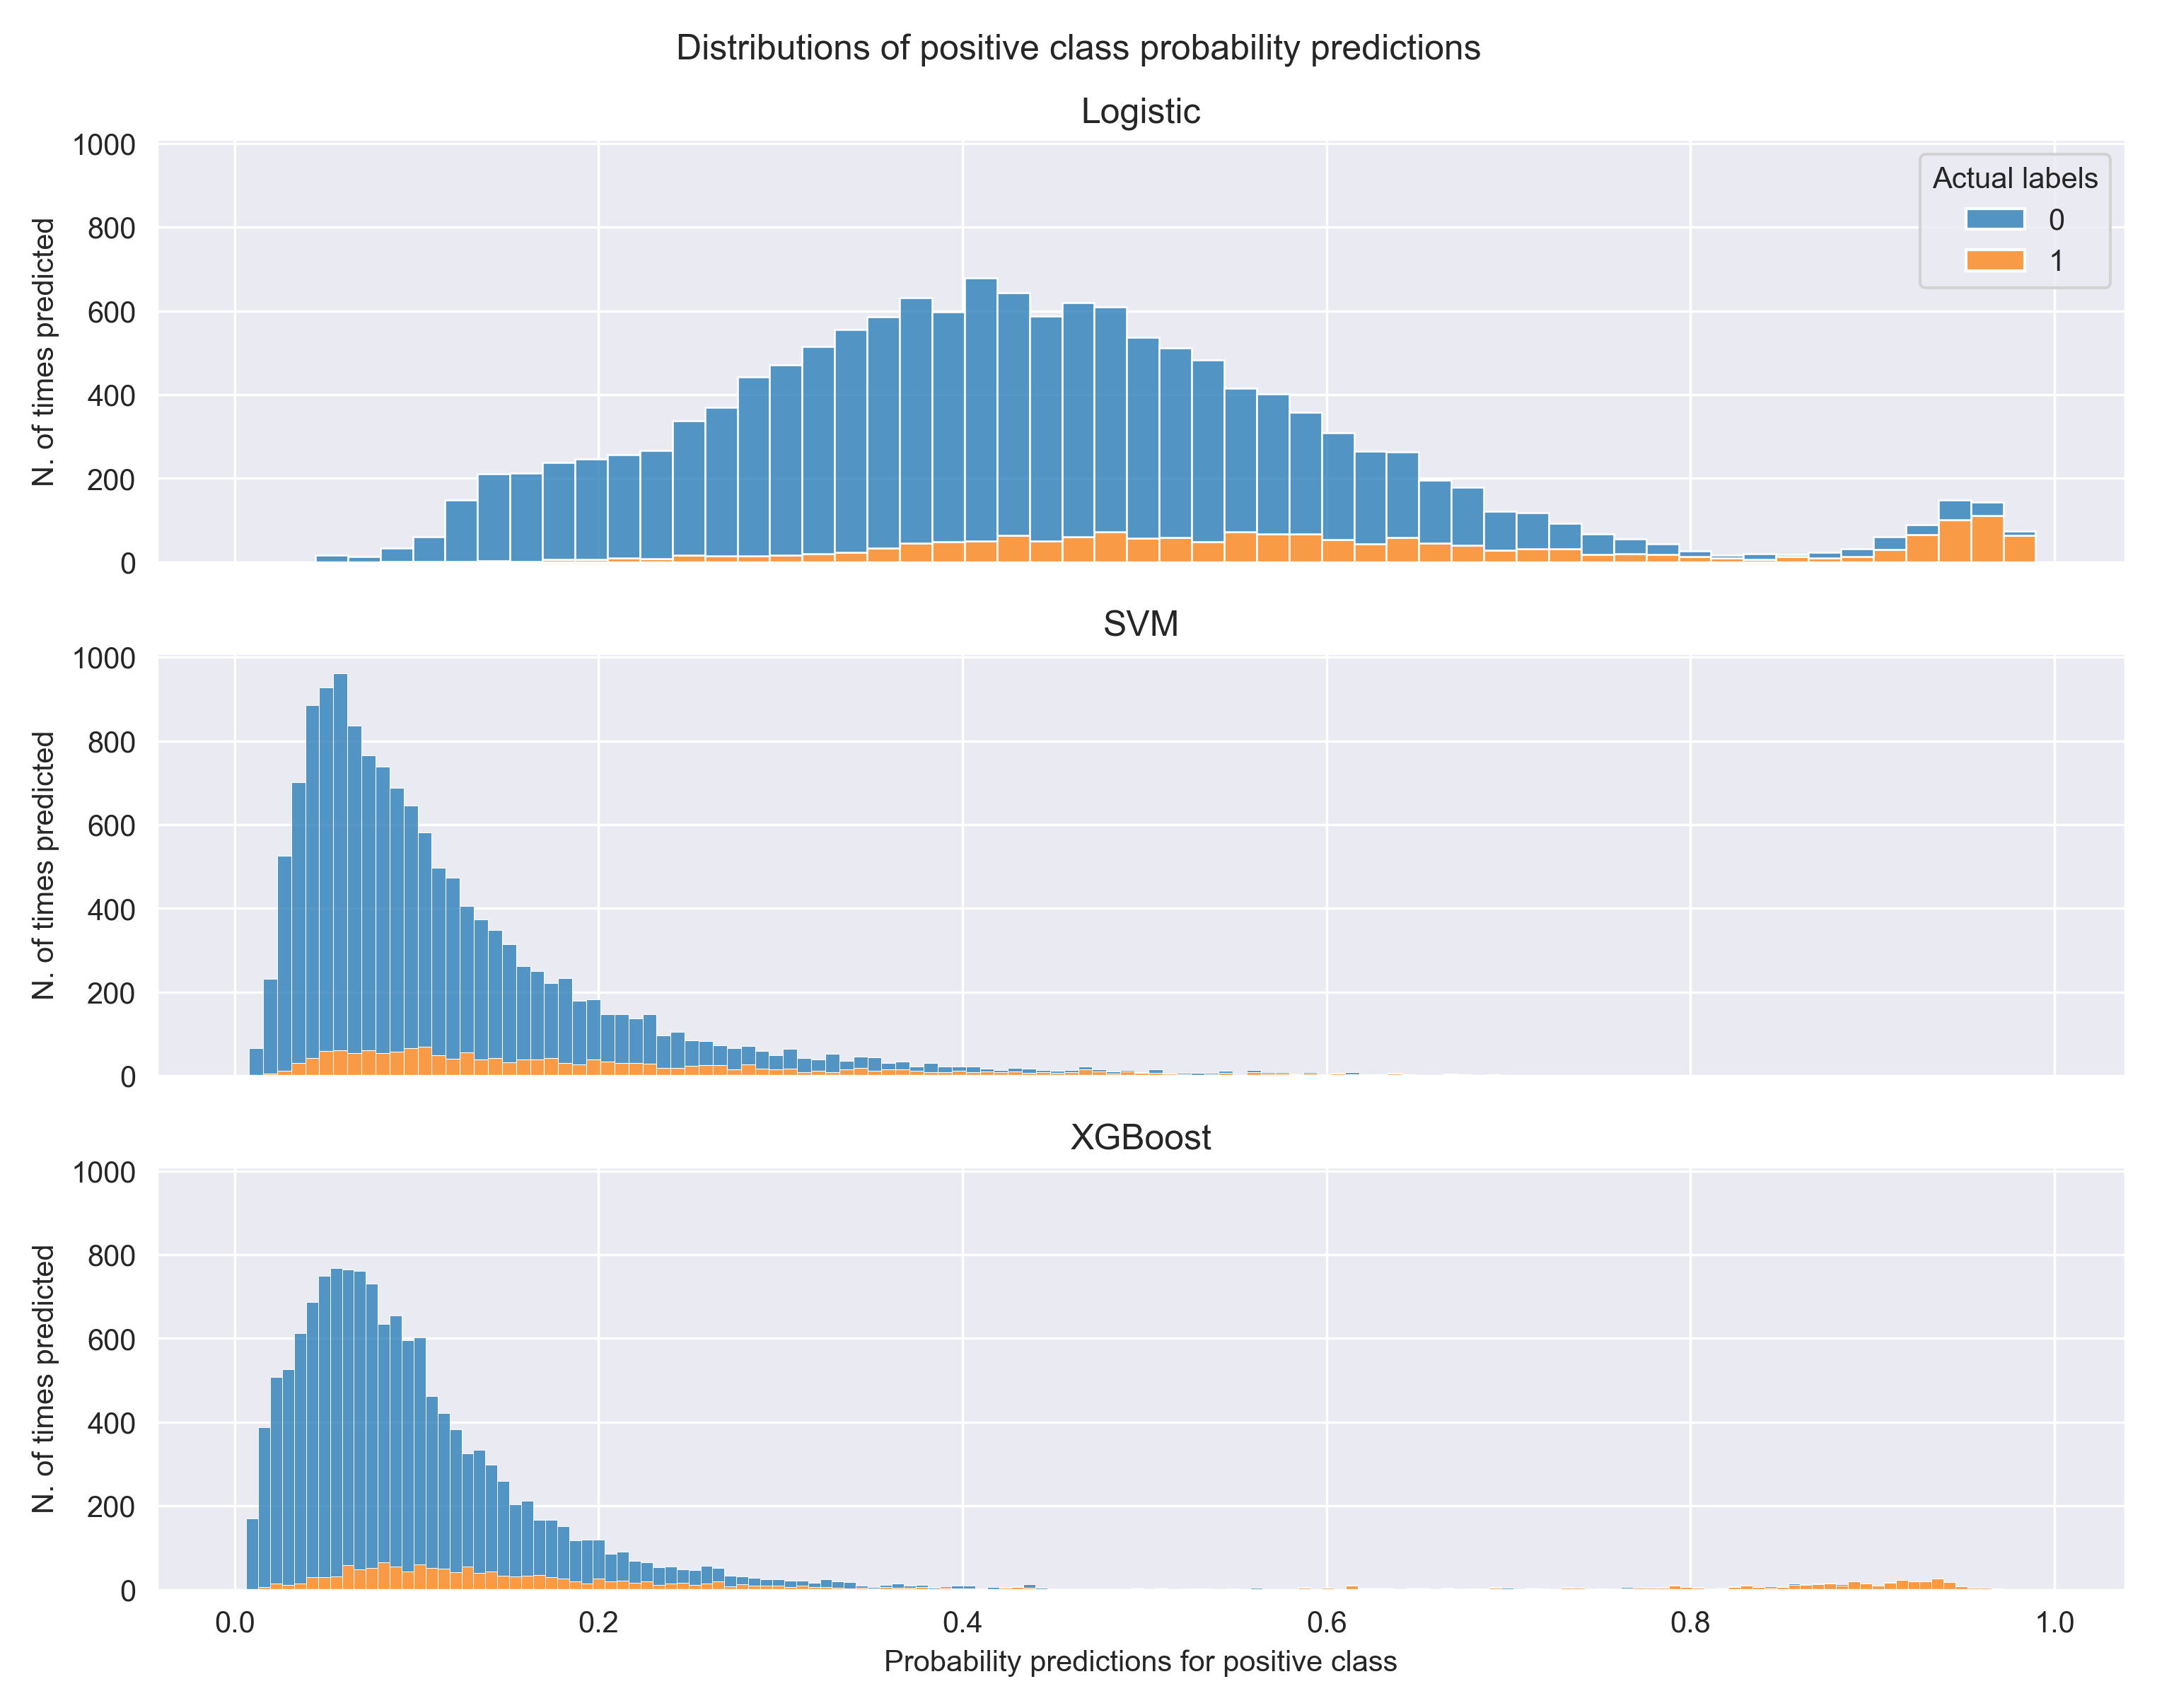 Distributions of positive class probability predictions
Logistic
1000
800
600
400
200
0
N. of times predicted
Actual labels
0
1
SVM
1000
800
600
400
200
0
N. of times predicted
XGBoost
1000
800
600
400
200
0
N. of times predicted
0.0 0.2 0.4 0.6 0.8 1.0
Probability predictions for positive class